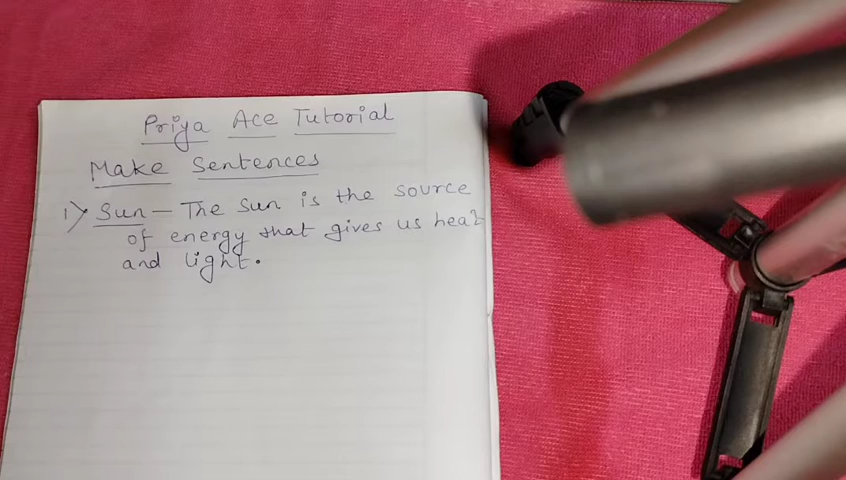 Priya Ace Tutorial
Make Sentences
1) Sun - The sun is the source
of energy that gives us heat
and light.